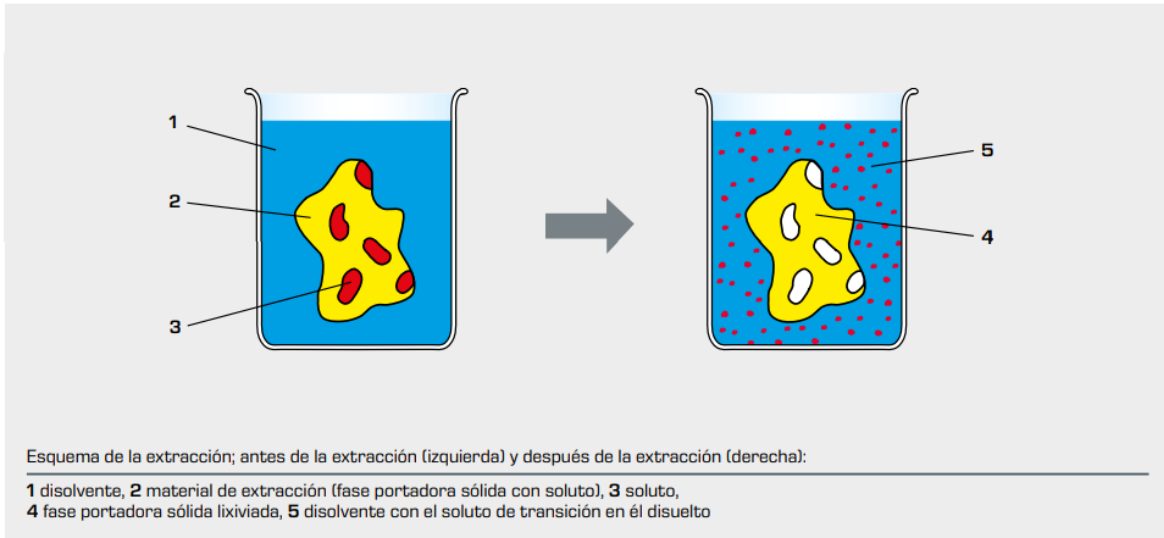 1
2
3
5
4
Esquema de la extracción; antes de la extracción (izquierda) y después de la extracción (derecha):
1 disolvente, 2 material de extracción (fase portadora sólida con soluto), 3 soluto,
4 fase portadora sólida lixiviada, 5 disolvente con el soluto de transición en él disuelto